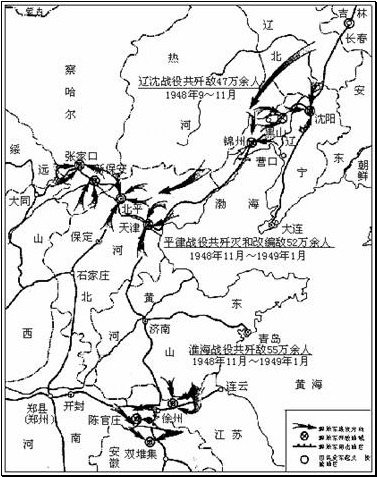 吉 林
长春
辽
北
热
河
察
哈
尔
辽沈战役共歼敌47万余人
1948年9~11月
安
东
沈阳
黑山
锦州
辽
宁
营口
朝鲜
绥
远
张家口
新保安
大同
北平
天津
渤 海
大连
平津战役共歼灭和改编敌52万余人
1948年11月~1949年1月
山
西
保定
河
北
石家庄
黄
河
山
东
济南
青岛
淮海战役共歼敌55万余人
1948年11月~1949年1月
黄 海
连云
郑县
(郑州)
开封
河 南
陈官庄
徐州
安
徽
双堆集
江 苏